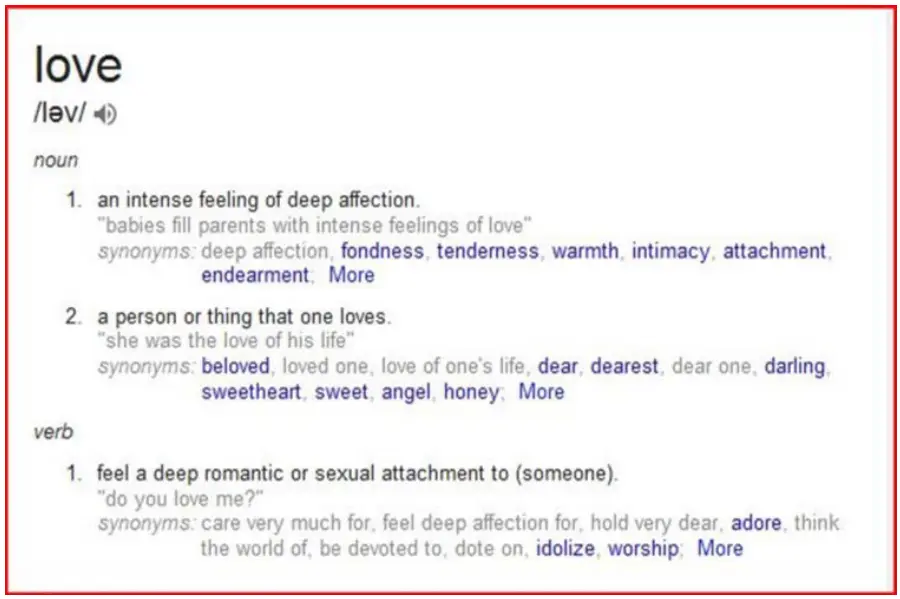 love
/ləv/
noun
1. an intense feeling of deep affection.
"babies fill parents with intense feelings of love"
synonyms: deep affection, fondness, tenderness, warmth, intimacy, attachment,
endearment; More
2. a person or thing that one loves.
"she was the love of his life"
synonyms: beloved, loved one, love of one's life, dear, dearest, dear one, darling,
sweetheart, sweet, angel, honey; More
verb
1. feel a deep romantic or sexual attachment to (someone).
"do you love me?"
synonyms: care very much for, feel deep affection for, hold very dear, adore, think
the world of, be devoted to, dote on, idolize, worship; More